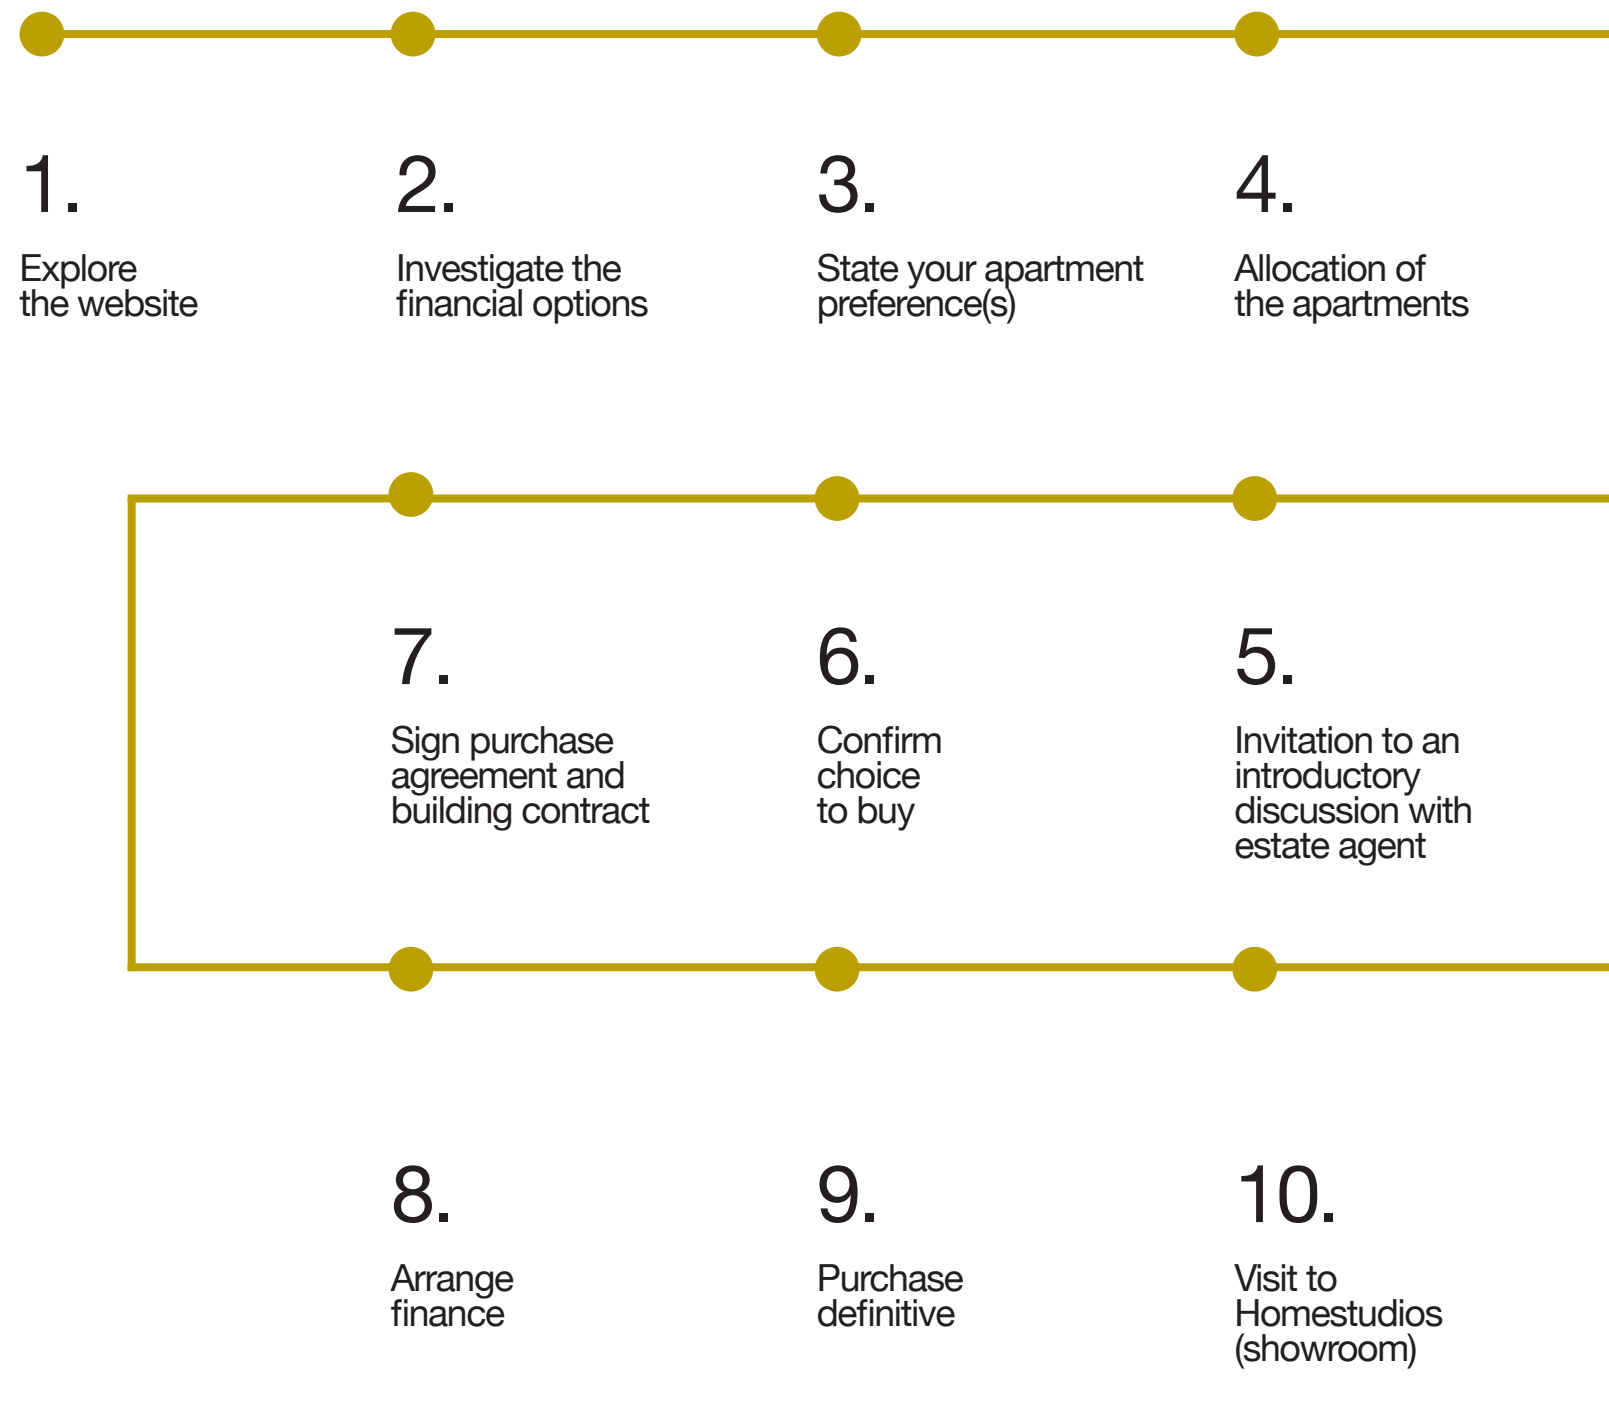 1.
Explore
the website
2.
Investigate the
financial options
3.
State your apartment
preference(s)
4.
Allocation of
the apartments
5.
Invitation to an
introductory
discussion with
estate agent
6.
Confirm
choice
to buy
7.
Sign purchase
agreement and
building contract
8.
Arrange
finance
9.
Purchase
definitive
10.
Visit to
Homestudios
(showroom)